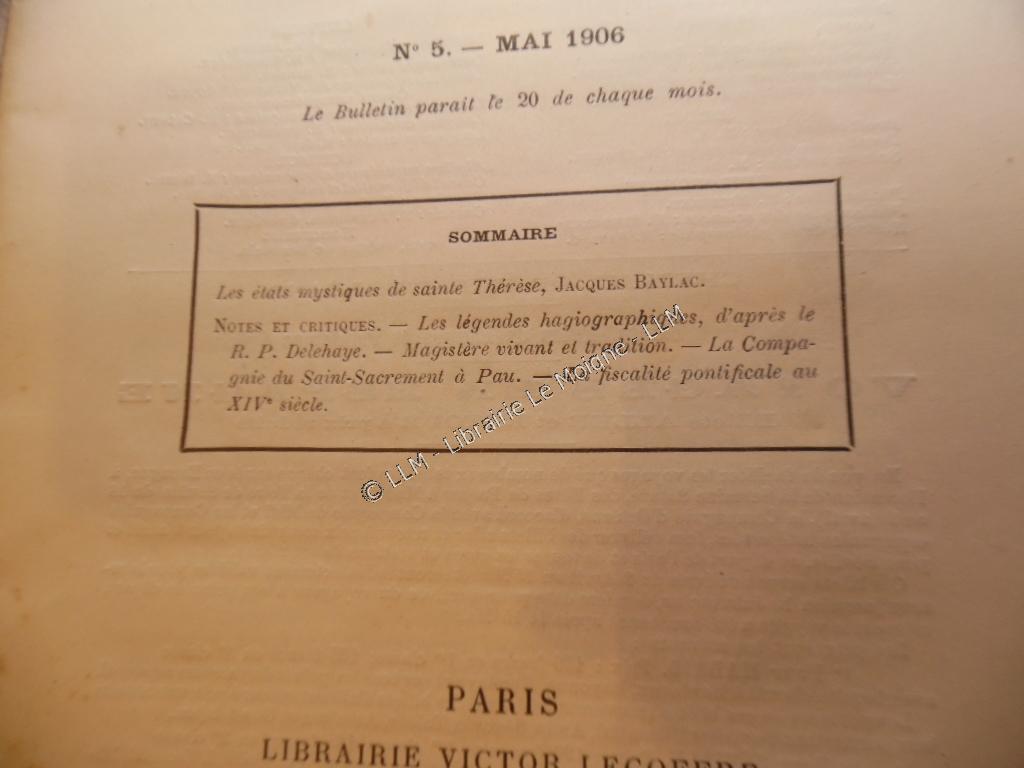 N° 5. — MAI 1906
Le Bulletin parait le 20 de chaque mois.
SOMMAIRE
Les états mystiques de sainte Thérèse, JACQUES BAYLAC.
NOTES ET CRITIQUES. — Les légendes hagiographiques, d'après le
R. P. Delehaye. — Magistère vivant et tradition. — La Compa-
gnie du Saint-Sacrement à Pau. — La fiscalité pontificale au
XIVe siècle.
© LLM - Librairie Le Moigne - LLM
PARIS
LIBRAIRIE VICTOR LECOFFRE